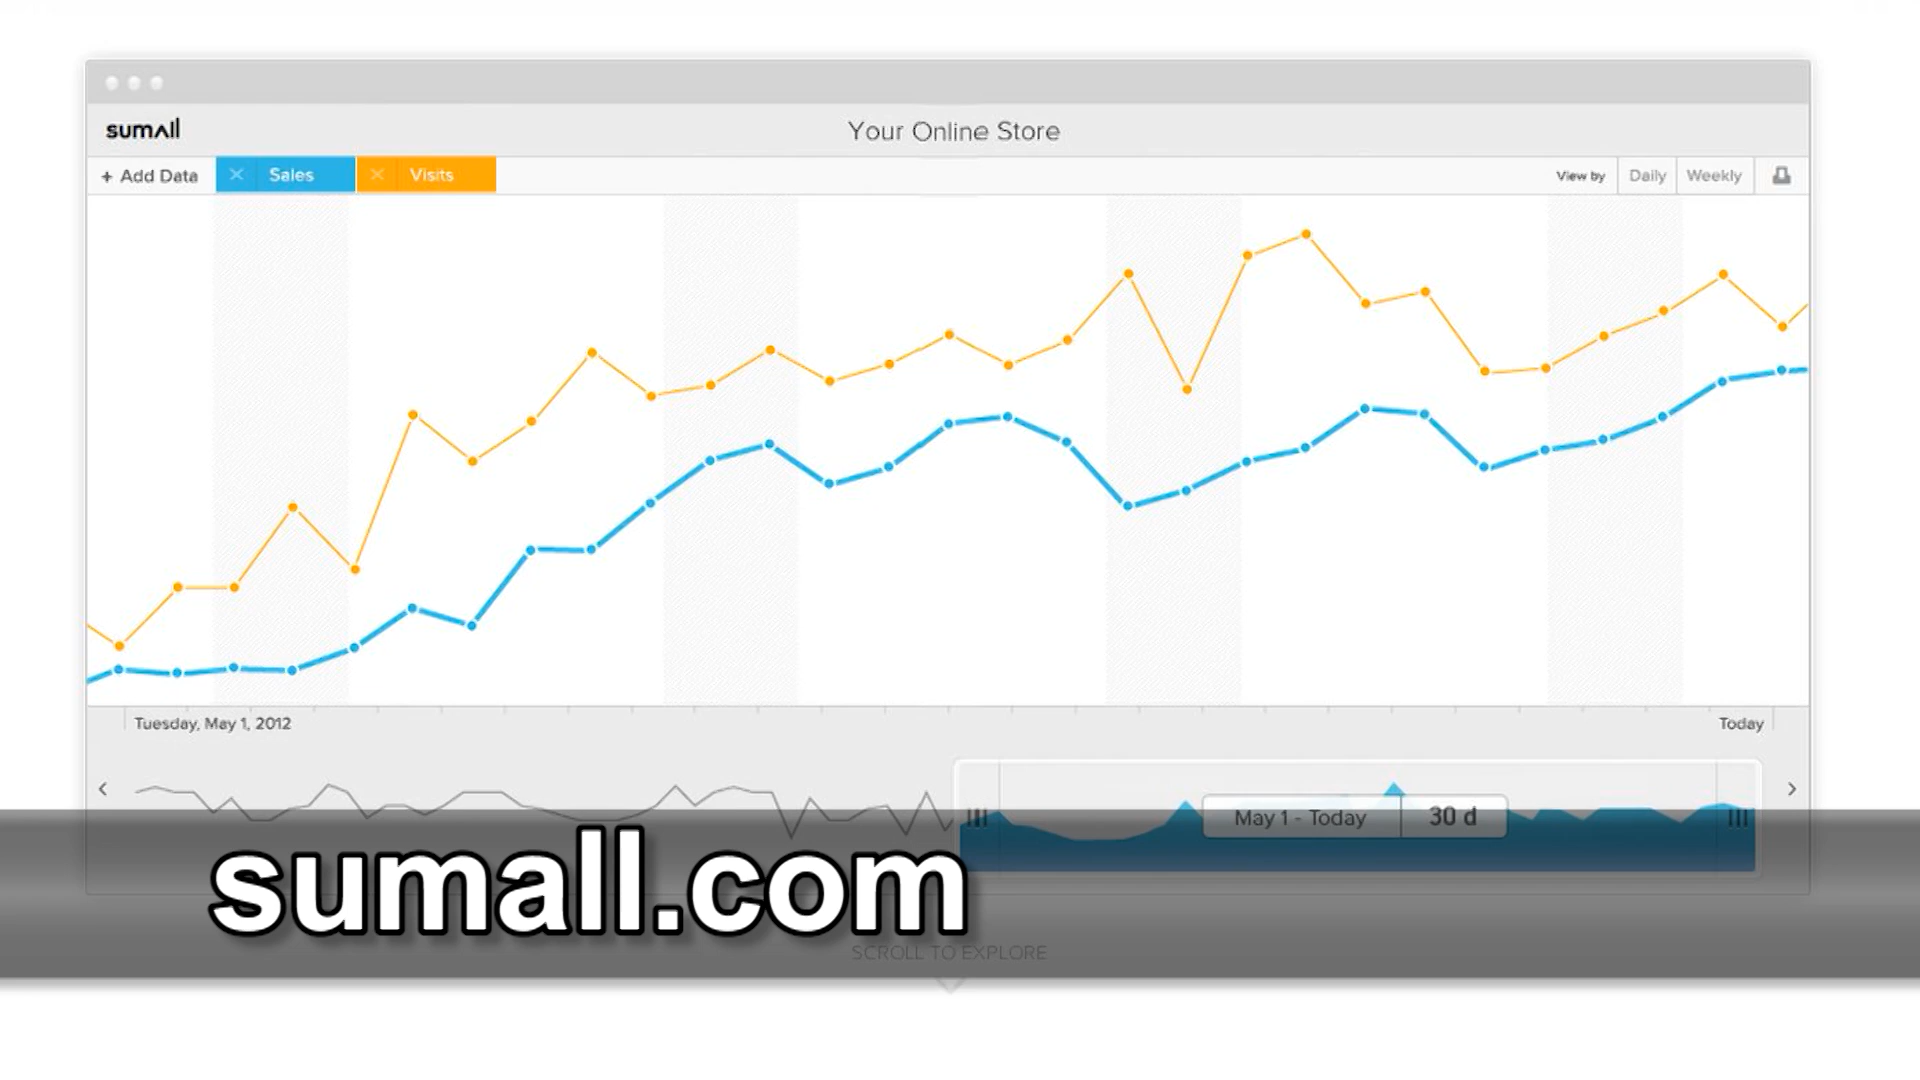 sumall
Your Online Store
+ Add Data
× Sales
× Visits
View by
Daily
Weekly
Tuesday, May 1, 2012
Today
May 1 - Today
30 d
sumall.com
SCROLL TO EXPLORE